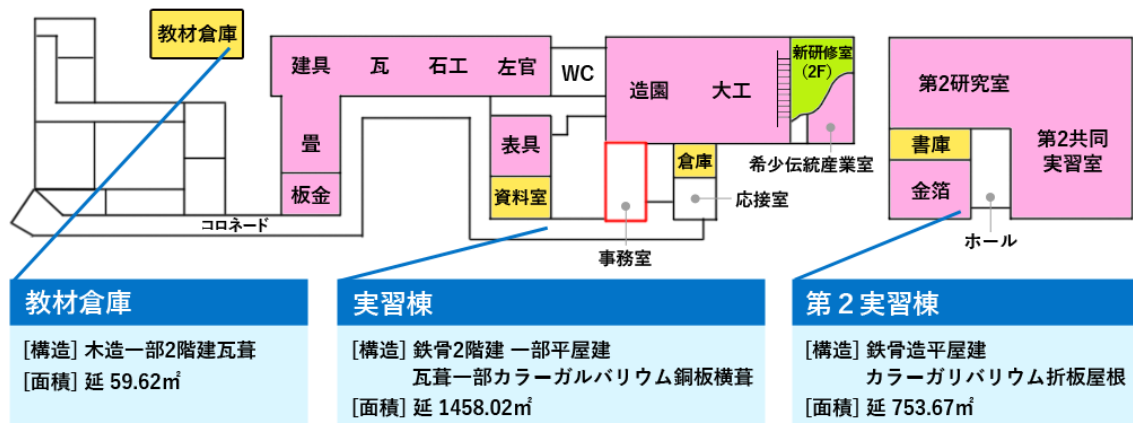 教材倉庫
建具 瓦 石工 左官
WC
造園 大工
新研修室
(2F)
第2研究室
畳
表具
倉庫
希少伝統産業室
書庫
第2共同
実習室
板金
資料室
応接室
金箔
コロネード
事務室
ホール
教材倉庫
[構造] 木造一部2階建瓦葺
[面積] 延 59.62㎡
実習棟
[構造] 鉄骨2階建 一部平屋建
瓦葺一部カラーガルバリウム銅板横葺
[面積] 延 1458.02㎡
第2実習棟
[構造] 鉄骨造平屋建
カラーガリバリウム折板屋根
[面積] 延 753.67㎡